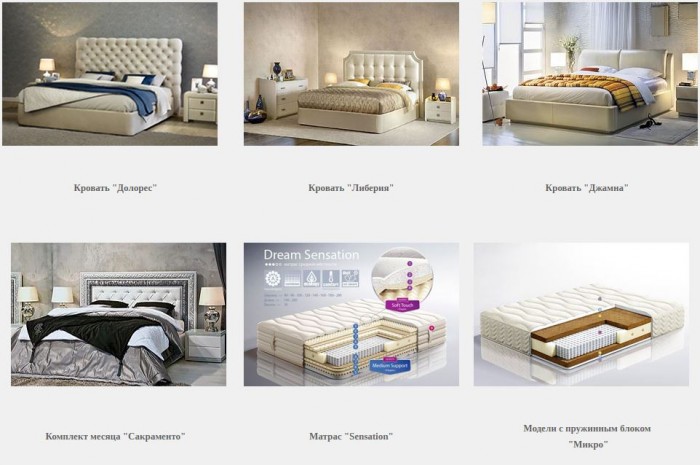 Кровать "Долорес"
Кровать "Либерия"
Кровать "Джамна"
Dream Sensation
Soft Touch
Medium Support
Комплект месяца "Сакраменто"
Матрас "Sensation"
Модели с пружинным блоком
"Микро"